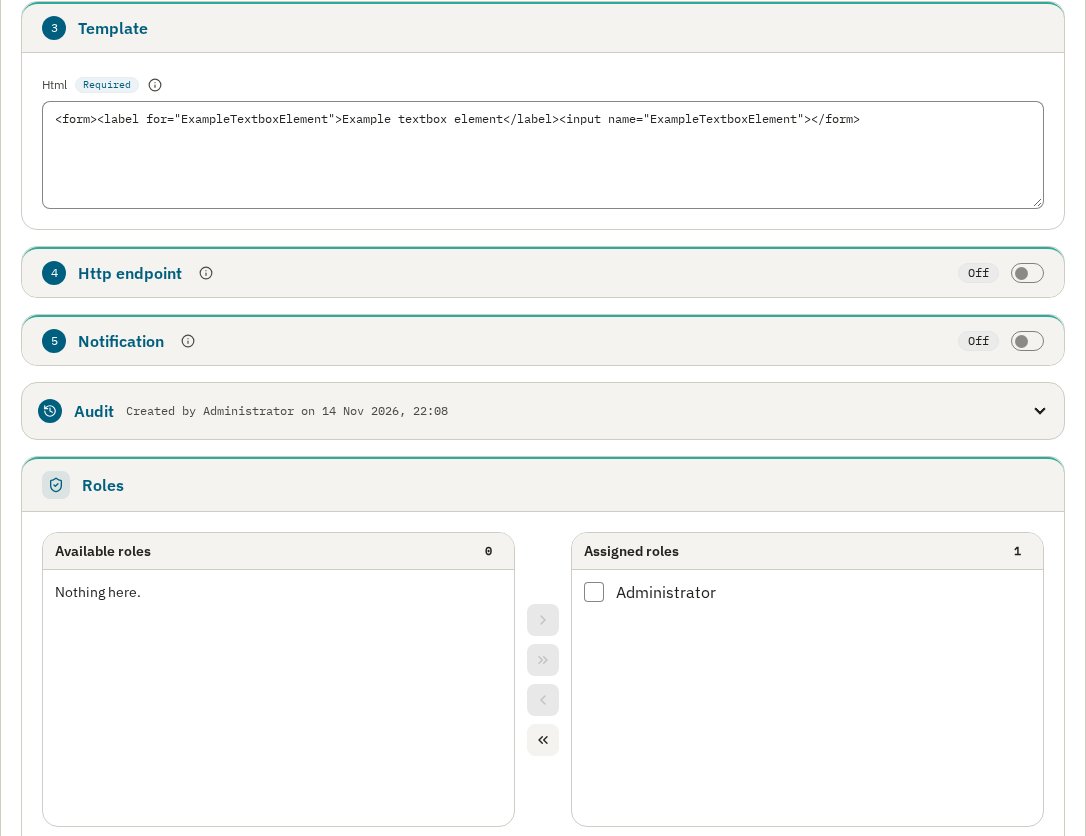 3 Template
Html Required
<form><label for="ExampleTextboxElement">Example textbox element</label><input name="ExampleTextboxElement"></form>
4 Http endpoint Off
5 Notification Off
Audit Created by Administrator on 14 Nov 2026, 22:08
Roles
Available roles 0
Nothing here.
Assigned roles 1
Administrator